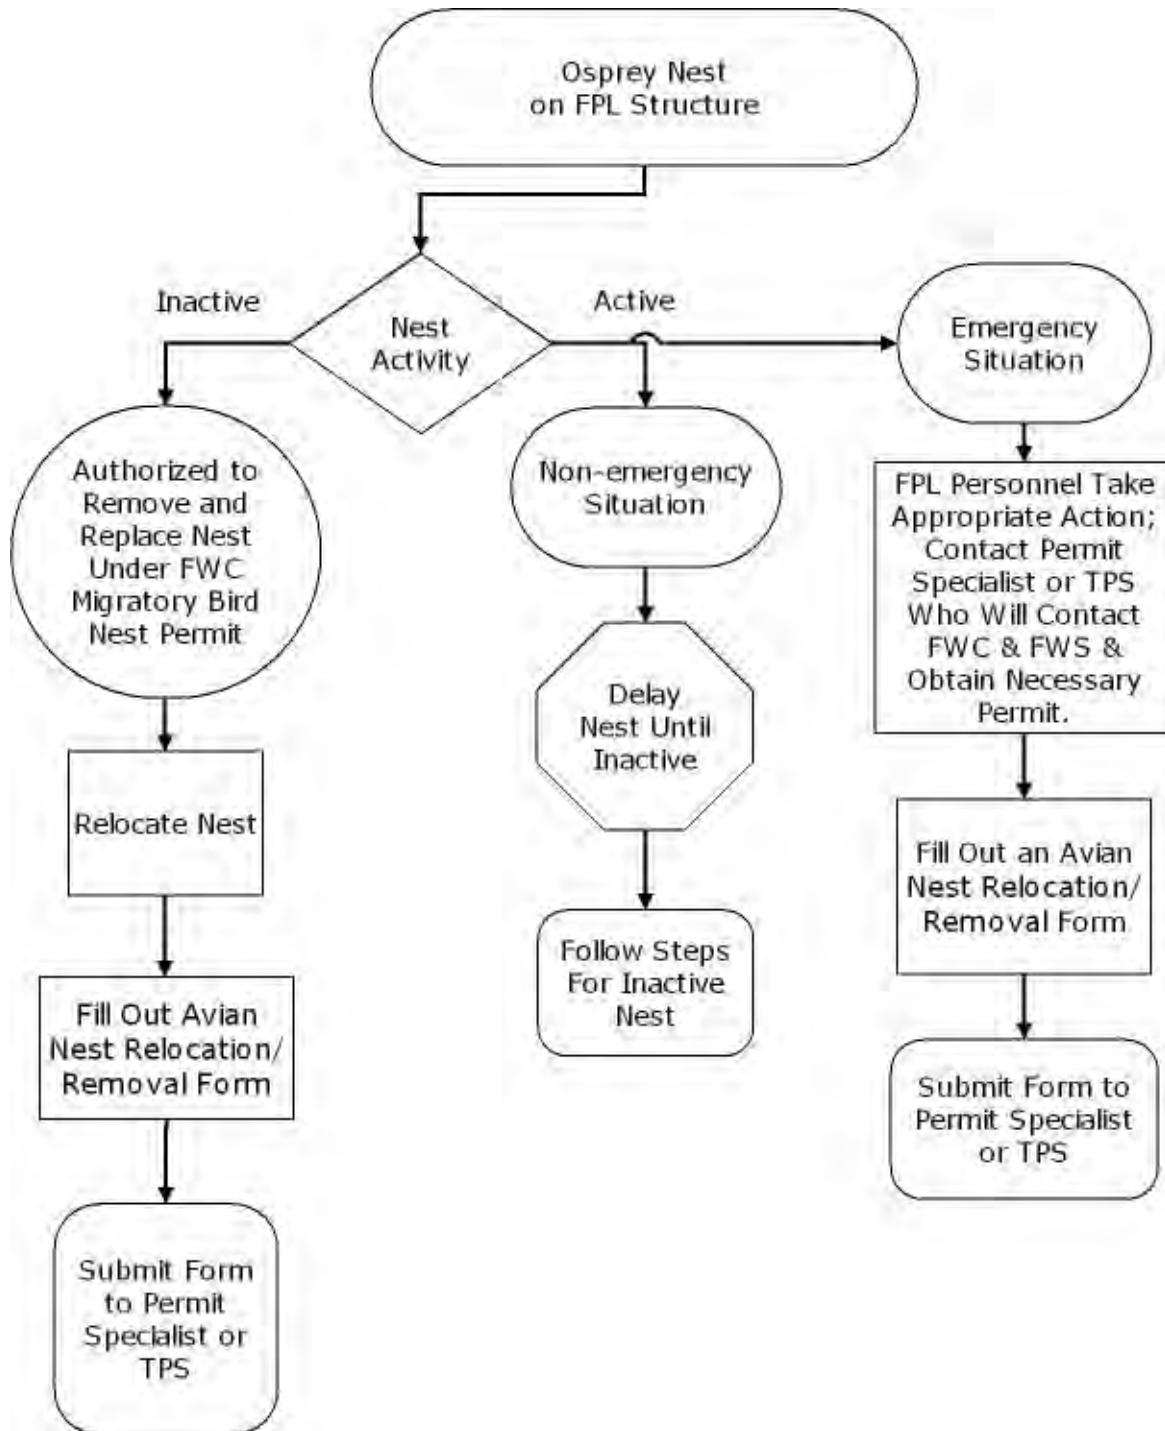 Osprey Nest
on FPL Structure
Inactive
Active
Nest
Activity
Emergency
Situation
Authorized to
Remove and
Replace Nest
Under FWC
Migratory Bird
Nest Permit
Non-emergency
Situation
FPL Personnel Take
Appropriate Action;
Contact Permit
Specialist or TPS
Who Will Contact
FWC & FWS &
Obtain Necessary
Permit.
Delay
Nest Until
Inactive
Relocate Nest
Fill Out an Avian
Nest Relocation/
Removal Form
Follow Steps
For Inactive
Nest
Fill Out Avian
Nest Relocation/
Removal Form
Submit Form to
Permit Specialist
or TPS
Submit Form
to Permit
Specialist or
TPS